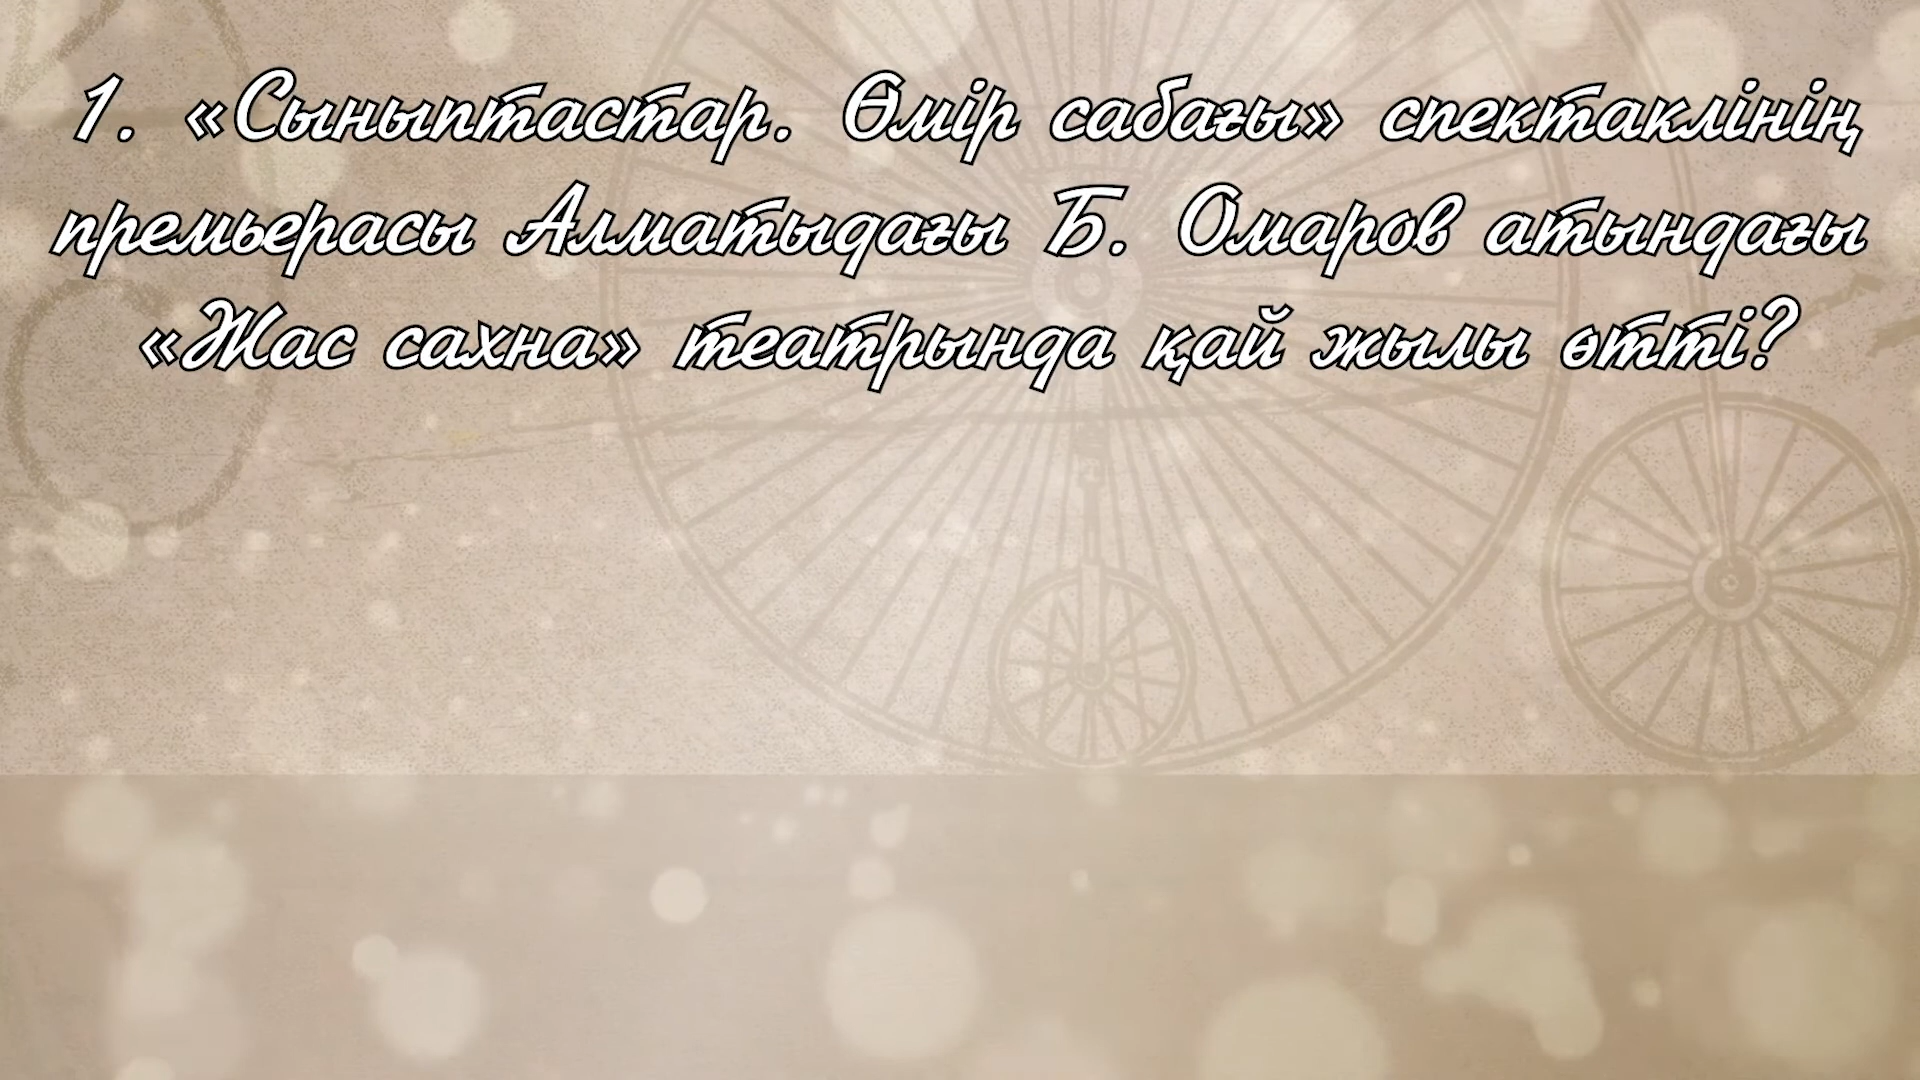 1. «Сыныптастар. Өмір сабағы» спектаклінің
премьерасы Алматыдағы Б. Омаров атындағы
«Жас сахна» театрында қай жылы өтті?